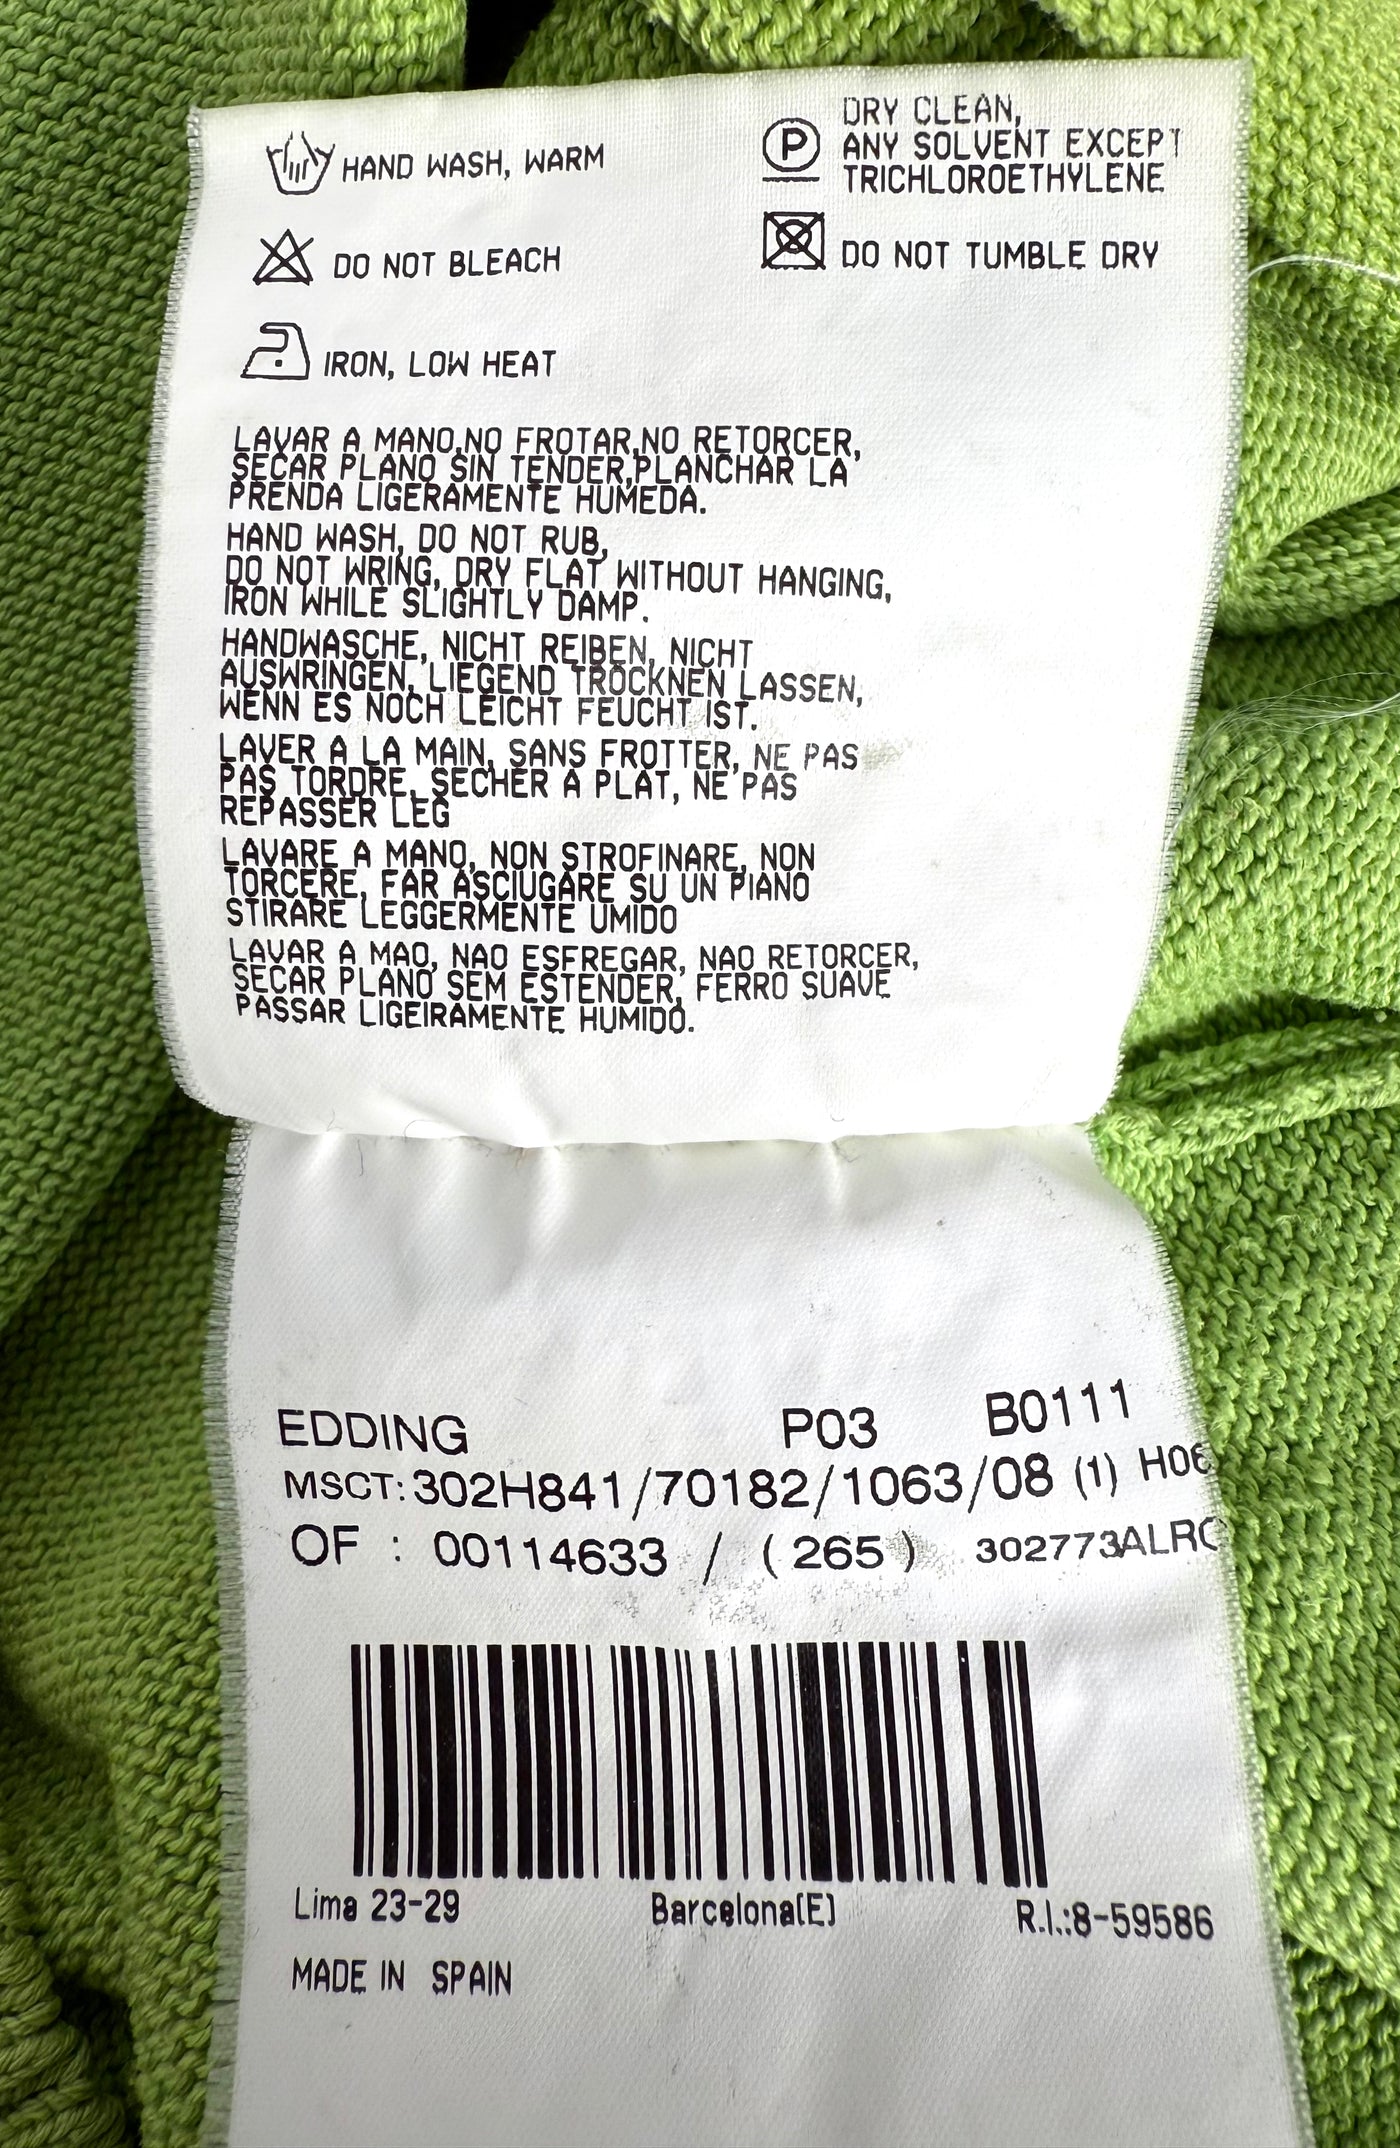 HAND WASH, WARM
DO NOT BLEACH
IRON, LOW HEAT
P
DRY CLEAN,
ANY SOLVENT EXCEPT
TRICHLOROETHYLENE
DO NOT TUMBLE DRY
LAVAR A MANO,NO FROTAR,NO RETORCER,
SECAR PLANO SIN TENDER,PLANCHAR LA
PRENDA LIGERAMENTE HUMEDA.
HAND WASH, DO NOT RUB,
DO NOT WRING, DRY FLAT WITHOUT HANGING,
IRON WHILE SLIGHTLY DAMP.
HANDWASCHE, NICHT REIBEN, NICHT
AUSWRINGEN, LIEGEND TROCKNEN LASSEN,
WENN ES NOCH LEICHT FEUCHT IST.
LAVER A LA MAIN, SANS FROTTER, NE PAS
PAS TORDRE, SECHER A PLAT, NE PAS
REPASSER LEG
LAVARE A MANO, NON STROFINARE, NON
TORCERE, FAR ASCIUGARE SU UN PIANO
STIRARE LEGGERMENTE UMIDO
LAVAR A MAO, NAO ESFREGAR, NAO RETORCER,
SECAR PLANO SEM ESTENDER, FERRO SUAVE
PASSAR LIGEIRAMENTE HUMIDO.
EDDING P03 B0111
MSCT:302H841/70182/1063/08 (1)
OF : 00114633 / (265)
Lima 23-29 Barcelona(E) R.I.:8-59586
MADE IN SPAIN